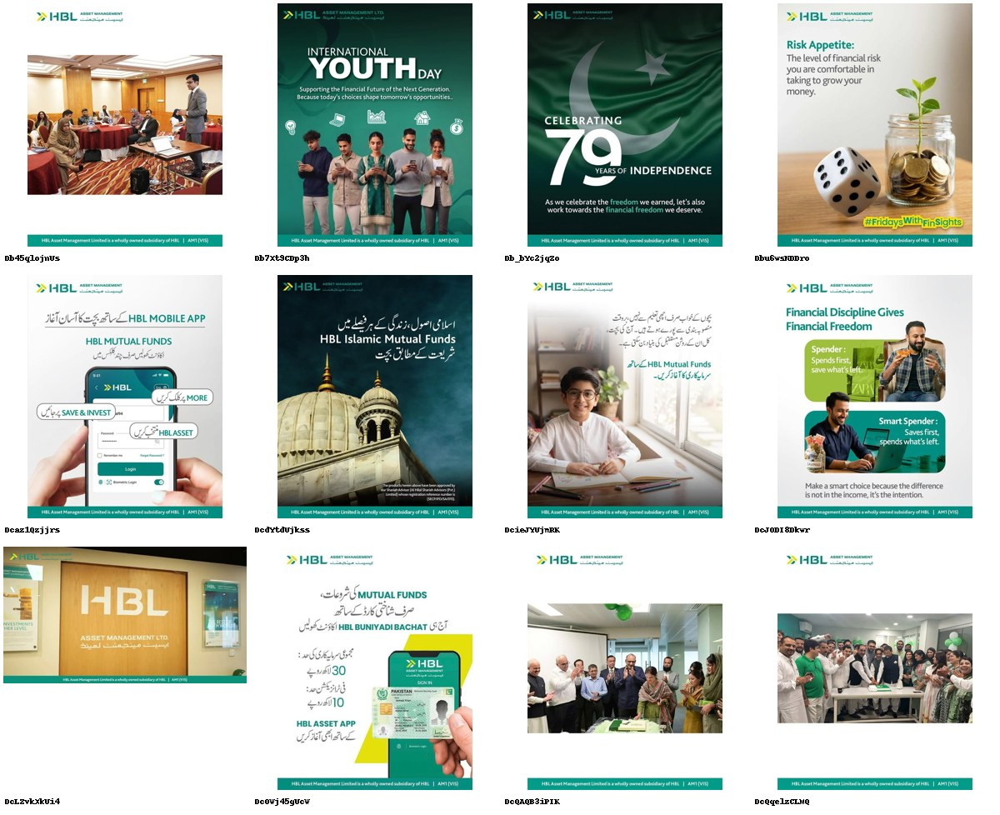 HBL ASSET MANAGEMENT
ایسیٹ مینجمنٹ
HBL Asset Management Limited is a wholly owned subsidiary of HBL | AM1 (VIS)
Db45qlojnUs
HBL ASSET MANAGEMENT LTD.
ایسیٹ مینجمنٹ لمیٹڈ
INTERNATIONAL
YOUTH DAY
Supporting the Financial Future of the Next Generation.
Because today's choices shape tomorrow's opportunities..
HBL Asset Management Limited is a wholly owned subsidiary of HBL | AM1 (VIS)
Db7Xt9CDp3h
HBL ASSET MANAGEMENT
ایسیٹ مینجمنٹ
CELEBRATING
79
YEARS OF INDEPENDENCE
As we celebrate the freedom we earned, let's also
work towards the financial freedom we deserve.
HBL Asset Management Limited is a wholly owned subsidiary of HBL | AM1 (VIS)
Db_bYc2jqZo
HBL ASSET MANAGEMENT
ایسیٹ مینجمنٹ
Risk Appetite:
The level of financial risk
you are comfortable in
taking to grow your
money.
#FridaysWithFinSights
HBL Asset Management Limited is a wholly owned subsidiary of HBL | AM1 (VIS)
Dbu6wsNDDro
HBL ASSET MANAGEMENT
ایسیٹ مینجمنٹ
HBL MOBILE APP کے ساتھ بچت کا آسان آغاز
HBL MUTUAL FUNDS
اکاؤنٹ کھولیں صرف چند کلکس میں
9:41
HBL
MORE پر کلک کریں
SAVE & INVEST پر جائیں
HBL ASSET منتخب کریں
Password
Remember me
Forgot Password?
Login
Biometric Login
HBL Asset Management Limited is a wholly owned subsidiary of HBL | AM1 (VIS)
Dcaz1Qzjjrs
HBL ASSET MANAGEMENT
ایسیٹ مینجمنٹ
اسلامی اصول، زندگی کے ہر فیصلے میں
HBL Islamic Mutual Funds
شریعت کے مطابق بچت
The products herein above have been approved by
our Shariah Advisor (Al Hilal Shariah Advisors (Pvt.)
Limited) whose registration reference number is
HBL Asset Management Limited is a wholly owned subsidiary of HBL | AM1 (VIS)
DcdYtdUjkss
HBL ASSET MANAGEMENT
ایسیٹ مینجمنٹ
بچوں کے خواب صرف اچھی تعلیم سے نہیں، بروقت
منصوبہ بندی سے پورے ہوتے ہیں۔ آج کی بچت،
کل ان کے روشن مستقبل کی بنیاد بن سکتی ہے۔
HBL Mutual Funds کے ساتھ
سرمایہ کاری کا آغاز کریں۔
HBL Asset Management Limited is a wholly owned subsidiary of HBL | AM1 (VIS)
DcieJYUjmRK
HBL ASSET MANAGEMENT
ایسیٹ مینجمنٹ
Financial Discipline Gives
Financial Freedom
Spender :
Spends first,
save what's left.
ZARA
Smart Spender :
Saves first,
spends what's left.
Make a smart choice because the difference
is not in the income, it's the intention.
HBL Asset Management Limited is a wholly owned subsidiary of HBL | AM1 (VIS)
DcJODI8Dkwr
HBL
HBL
ASSET MANAGEMENT LTD.
ایسیٹ مینجمنٹ لمیٹڈ
HBL Asset Management Limited is a wholly owned subsidiary of HBL | AM1 (VIS)
DcLZvkXkUi4
HBL ASSET MANAGEMENT
ایسیٹ مینجمنٹ
MUTUAL FUNDS کی شروعات،
صرف شناختی کارڈ کے ساتھ
آج ہی HBL BUNIYADI BACHAT اکاؤنٹ کھولیں
مجموعی سرمایہ کاری کی حد:
30 لاکھ روپے
فی ٹرانزیکشن حد:
10 لاکھ روپے
HBL ASSET APP
کے ساتھ ابھی آغاز کریں
HBL
ASSET MANAGEMENT
SIGN IN
PAKISTAN
HBL Asset Management Limited is a wholly owned subsidiary of HBL | AM1 (VIS)
DcOWj45gUcW
HBL ASSET MANAGEMENT
ایسیٹ مینجمنٹ
HBL Asset Management Limited is a wholly owned subsidiary of HBL | AM1 (VIS)
DcQAQB3iPIK
HBL ASSET MANAGEMENT
ایسیٹ مینجمنٹ
HBL Asset Management Limited is a wholly owned subsidiary of HBL | AM1 (VIS)
DcQqelzCLMQ